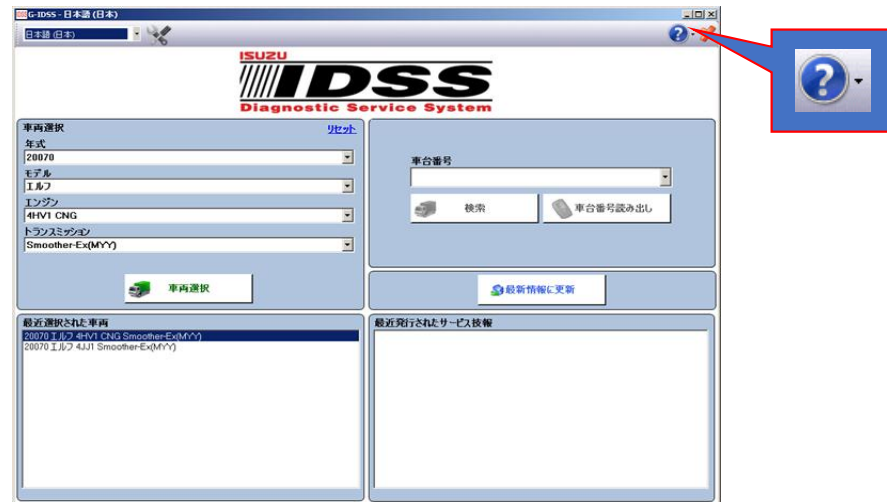 G-IDSS - 日本語 (日本)
日本語 (日本)
ISUZU
IDSS
Diagnostic Service System
車両選択
リセット
年式
20070
モデル
エルフ
エンジン
4HV1 CNG
トランスミッション
Smoother-Ex(MYY)
車両選択
車台番号
検索
車台番号読み出し
最新情報に更新
最近選択された車両
20070 エルフ 4HV1 CNG Smoother-Ex(MYY)
20070 エルフ 4JJ1 Smoother-Ex(MYY)
最近発行されたサービス技報